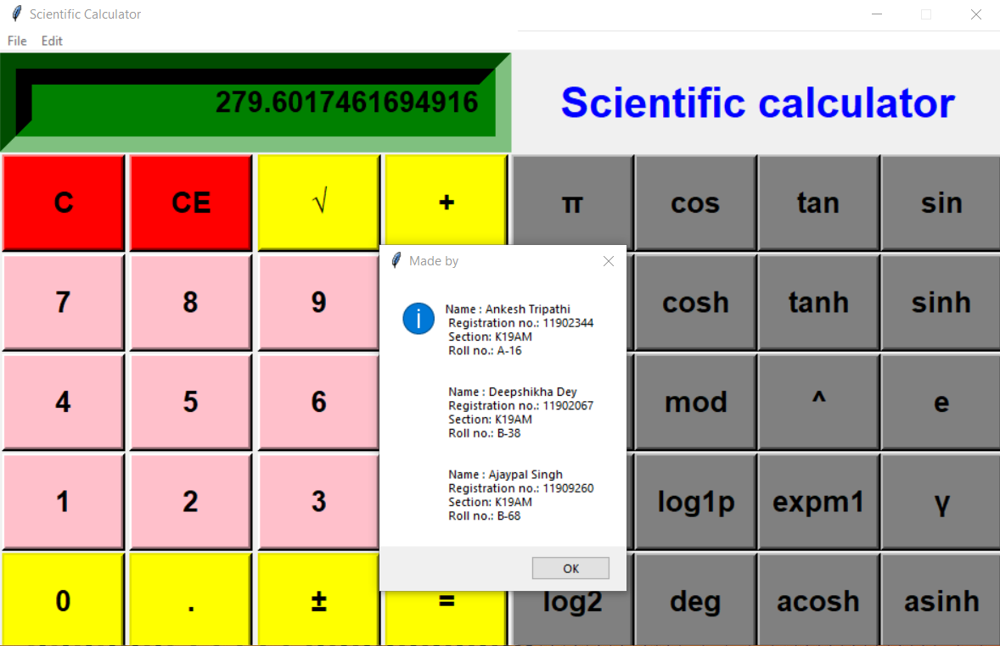 Scientific Calculator
File Edit
279.6017461694916
Scientific calculator
C CE √ + π cos tan sin
7 8 9 cosh tanh sinh
4 5 6 mod ^ e
1 2 3 log1p expm1 γ
0 . ± = log2 deg acosh asinh
Made by
Name : Ankesh Tripathi
Registration no.: 11902344
Section: K19AM
Roll no.: A-16
Name : Deepshikha Dey
Registration no.: 11902067
Section: K19AM
Roll no.: B-38
Name : Ajaypal Singh
Registration no.: 11909260
Section: K19AM
Roll no.: B-68
OK